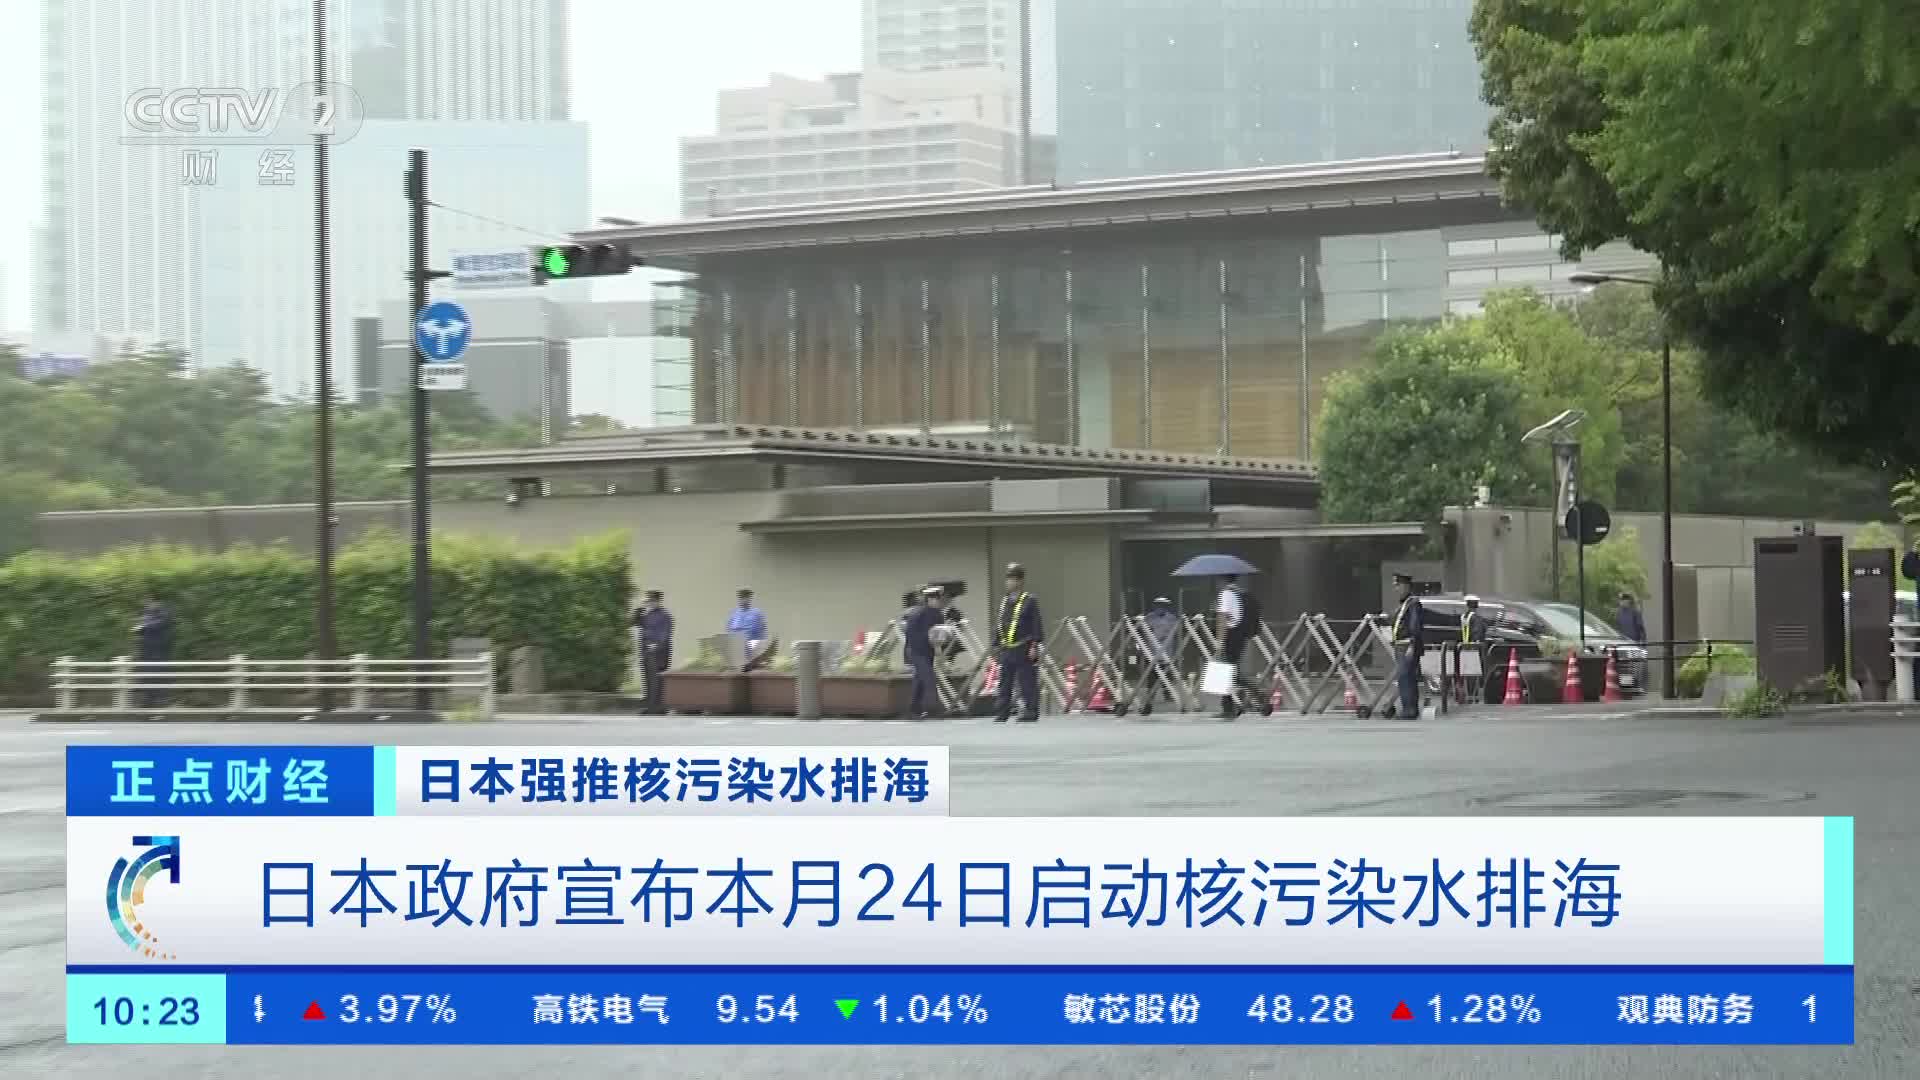 CCTV 2
财经
正点财经
日本强推核污染水排海
日本政府宣布本月24日启动核污染水排海
10:23 ▲ 3.97% 高铁电气 9.54 ▼ 1.04% 敏芯股份 48.28 ▲ 1.28% 观典防务 1